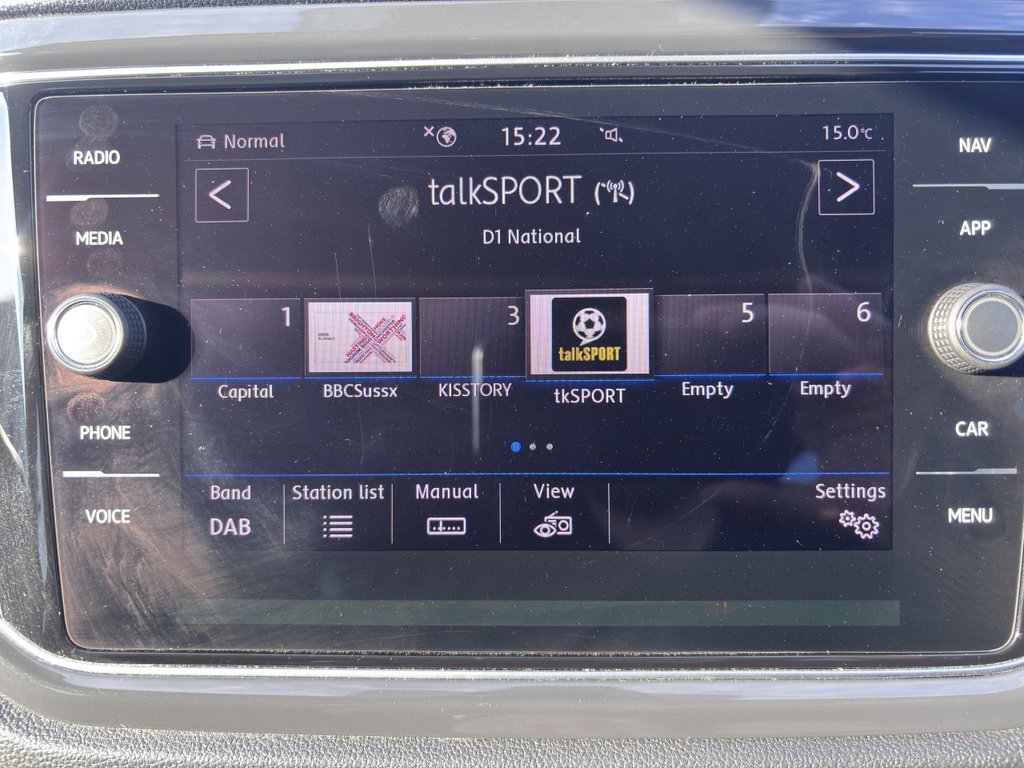 RADIO
MEDIA
PHONE
VOICE
Normal
15:22
15.0°C
talkSPORT
D1 National
1
3
5
6
talkSPORT
Capital
BBCSussx
KISSTORY
tkSPORT
Empty
Empty
Band
DAB
Station list
Manual
View
Settings
NAV
APP
CAR
MENU